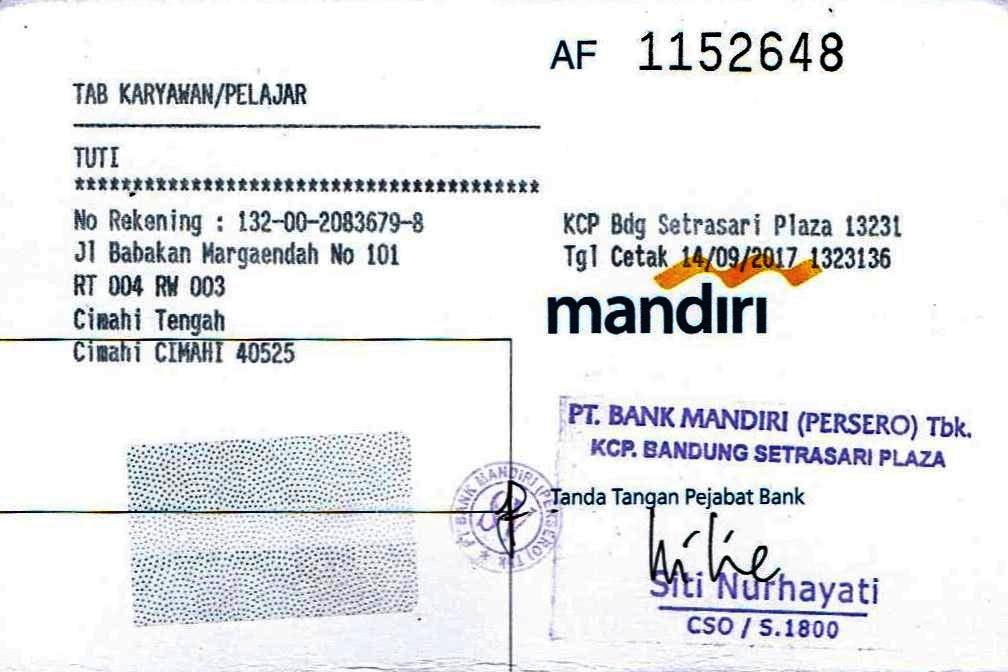 AF 1152648
TAB KARYAWAN/PELAJAR
TUTI
****************************************
No Rekening : 132-00-2083679-8
Jl Babakan Margaendah No 101
RT 004 RW 003
Cimahi Tengah
Cimahi CIMAHI 40525
KCP Bdg Setrasari Plaza 13231
Tgl Cetak 14/09/2017 1323136
mandiri
PT. BANK MANDIRI (PERSERO) Tbk.
KCP. BANDUNG SETRASARI PLAZA
PT BANK MANDIRI (PERSERO) Tbk
Tanda Tangan Pejabat Bank
Siti Nurhayati
CSO / S.1800